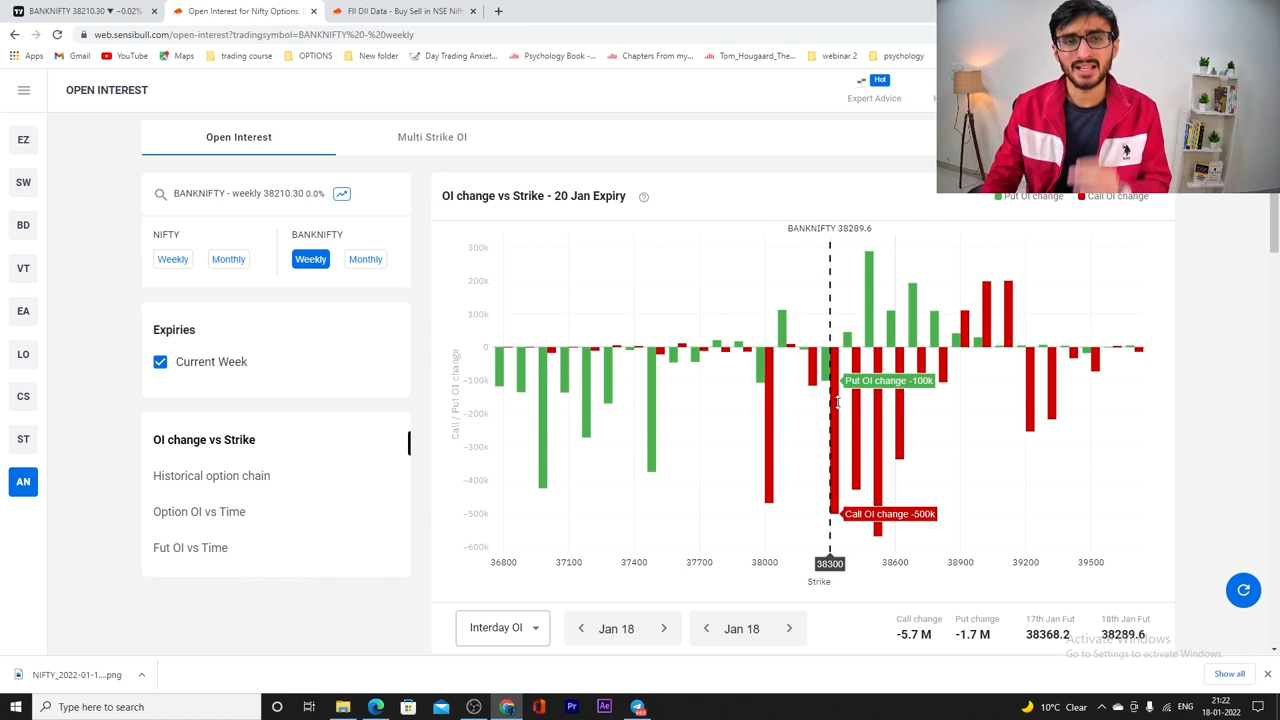 BANKNIFTY 38210.30 ▼ −0.02%
Open Interest for Nifty Options,
FII DII Data - Buy Sell in NSE Nifty
web.sensibull.com/open-interest?tradingsymbol=BANKNIFTY%20-%20weekly
Apps
Gmail
YouTube
Maps
trading course
OPTIONS
New folder
Day Trading Anxiet...
Psychology Book -...
Chapters From my...
Tom_Hougaard_The...
webinar 2
psychology
OPEN INTEREST
Hot
Expert Advice
EZ
SW
BD
VT
EA
LO
CS
ST
AN
Open Interest
Multi Strike OI
BANKNIFTY - weekly 38210.30 0.0%
NIFTY
BANKNIFTY
Weekly
Monthly
Weekly
Monthly
Expiries
Current Week
OI change vs Strike
Historical option chain
Option OI vs Time
Fut OI vs Time
OI change vs Strike - 20 Jan Expiry
Put OI change
Call OI change
BANKNIFTY 38289.6
Call / Put OI change
300k
200k
100k
0
−100k
−200k
−300k
−400k
−500k
−600k
Put OI change -100k
Call OI change -500k
36800
37100
37400
37700
38000
38300
38600
38900
39200
39500
Strike
Interday OI
Jan 18
Jan 18
Call change
-5.7 M
Put change
-1.7 M
17th Jan Fut
38368.2
18th Jan Fut
38289.6
Activate Windows
Go to Settings to activate Windows.
NIFTY_2022-01-1....png
Show all
Type here to search
10°C Clear
ENG
21:22
18-01-2022